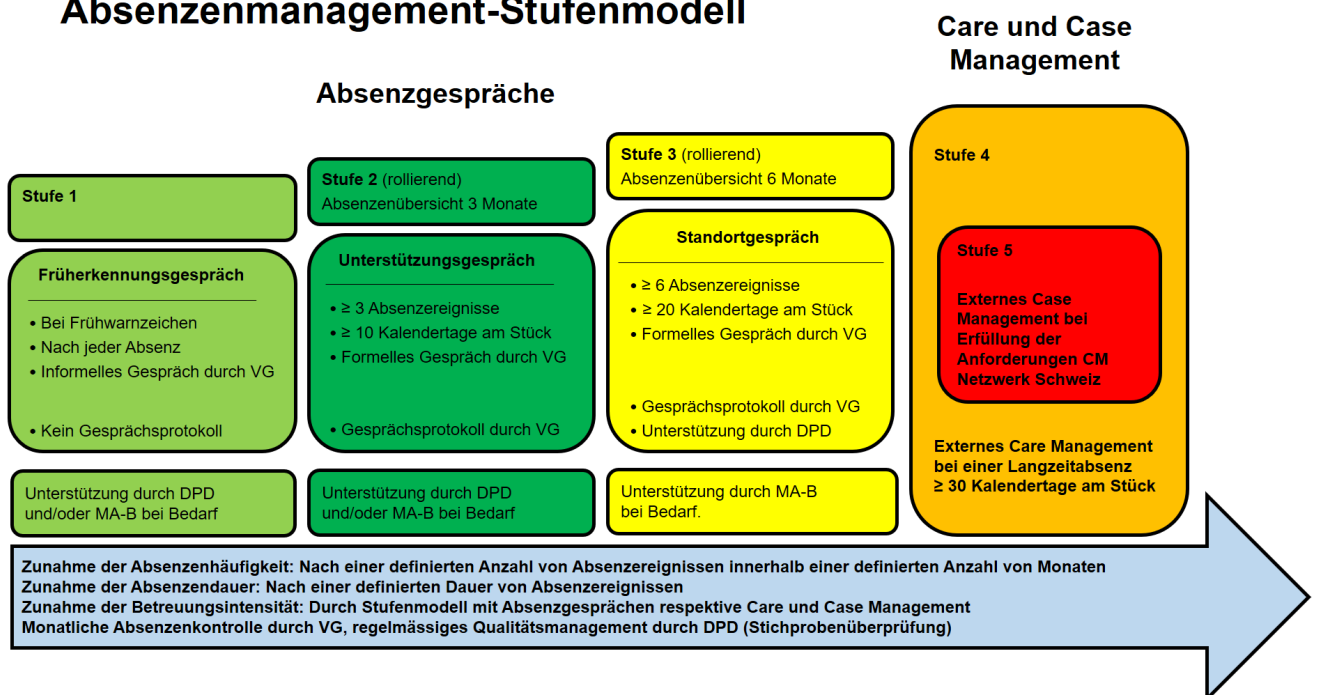 Absenzenmanagement-Stufenmodell
Care und Case
Management
Absenzgespräche
Stufe 1
Früherkennungsgespräch
• Bei Frühwarnzeichen
• Nach jeder Absenz
• Informelles Gespräch durch VG
• Kein Gesprächsprotokoll
Unterstützung durch DPD
und/oder MA-B bei Bedarf
Stufe 2 (rollierend)
Absenzenübersicht 3 Monate
Unterstützungsgespräch
• ≥ 3 Absenzereignisse
• ≥ 10 Kalendertage am Stück
• Formelles Gespräch durch VG
• Gesprächsprotokoll durch VG
Unterstützung durch DPD
und/oder MA-B bei Bedarf
Stufe 3 (rollierend)
Absenzenübersicht 6 Monate
Standortgespräch
• ≥ 6 Absenzereignisse
• ≥ 20 Kalendertage am Stück
• Formelles Gespräch durch VG
• Gesprächsprotokoll durch VG
• Unterstützung durch DPD
Unterstützung durch MA-B
bei Bedarf.
Stufe 4
Stufe 5
Externes Case
Management bei
Erfüllung der
Anforderungen CM
Netzwerk Schweiz
Externes Care Management
bei einer Langzeitabsenz
≥ 30 Kalendertage am Stück
Zunahme der Absenzenhäufigkeit: Nach einer definierten Anzahl von Absenzereignissen innerhalb einer definierten Anzahl von Monaten
Zunahme der Absenzendauer: Nach einer definierten Dauer von Absenzereignissen
Zunahme der Betreuungsintensität: Durch Stufenmodell mit Absenzgesprächen respektive Care und Case Management
Monatliche Absenzenkontrolle durch VG, regelmässiges Qualitätsmanagement durch DPD (Stichprobenüberprüfung)